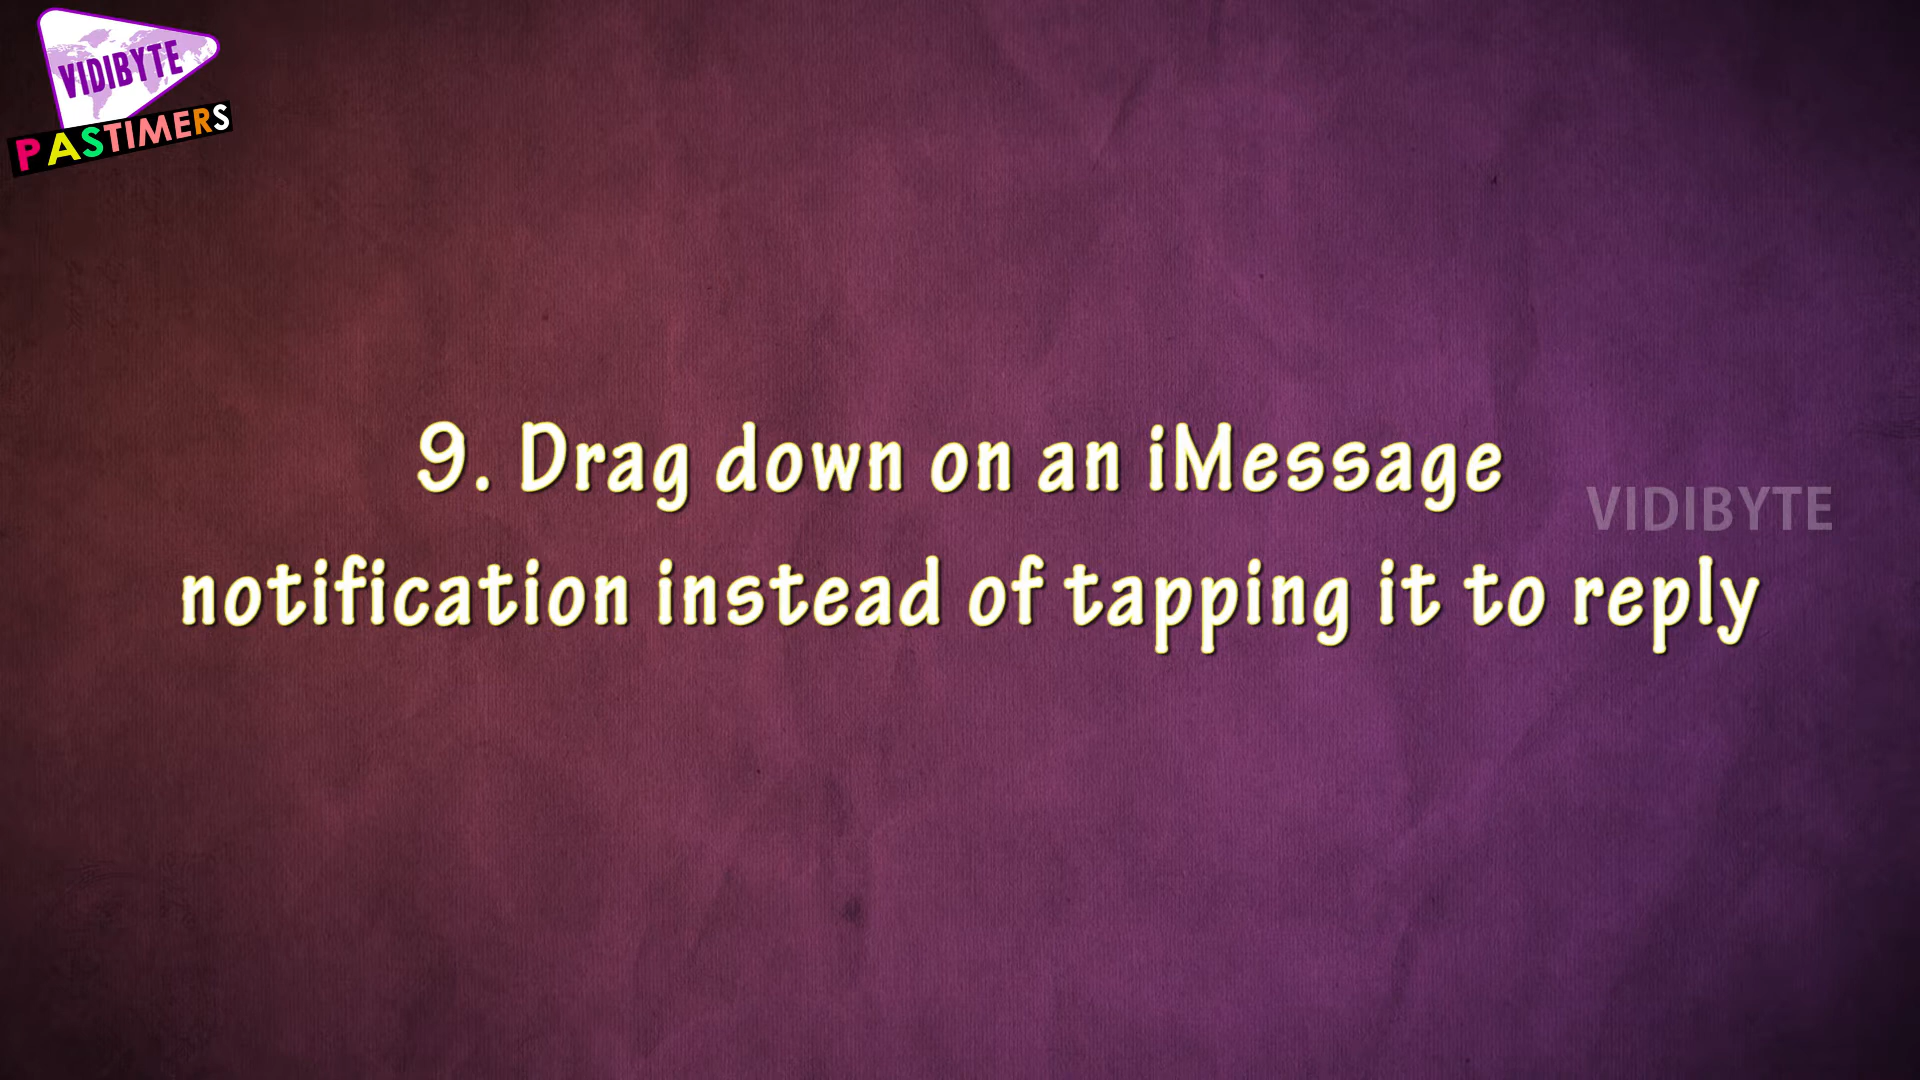 VIDIBYTE
PASTIMERS
9. Drag down on an iMessage
VIDIBYTE
notification instead of tapping it to reply